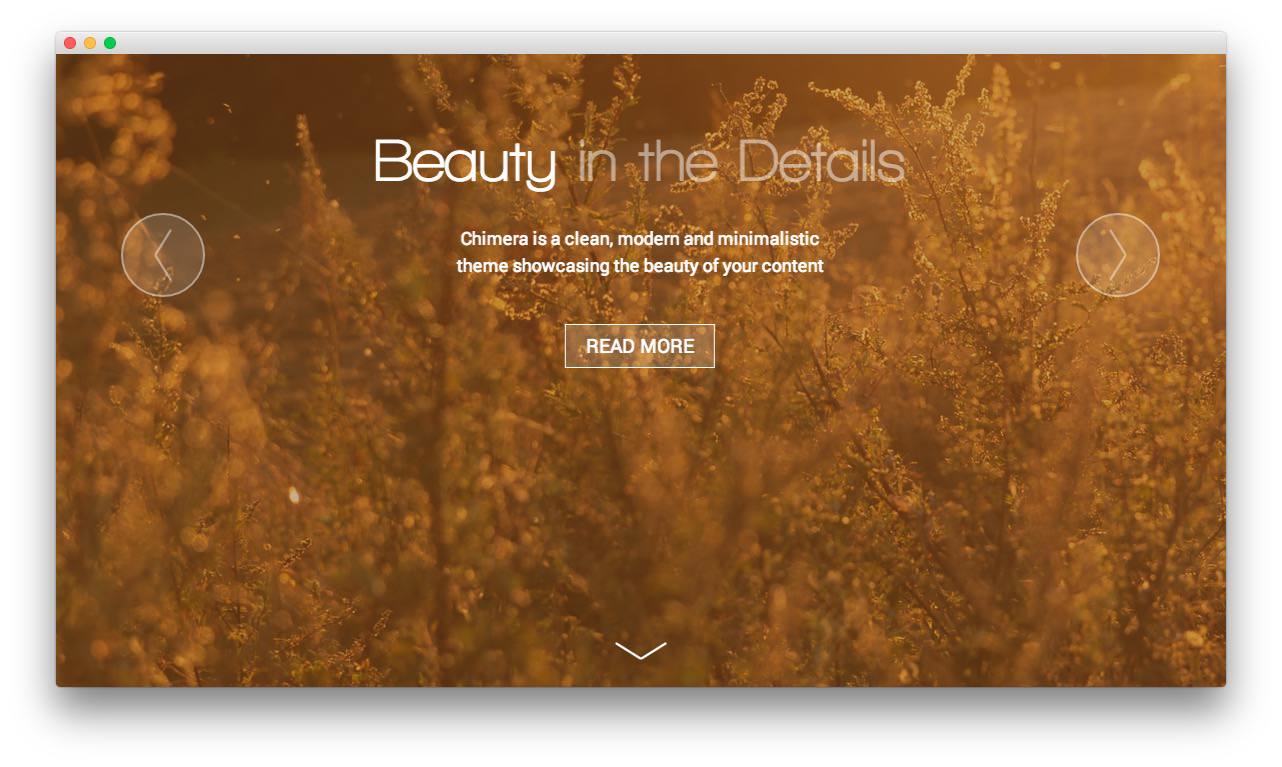 Beauty in the Details
Chimera is a clean, modern and minimalistic
theme showcasing the beauty of your content
READ MORE